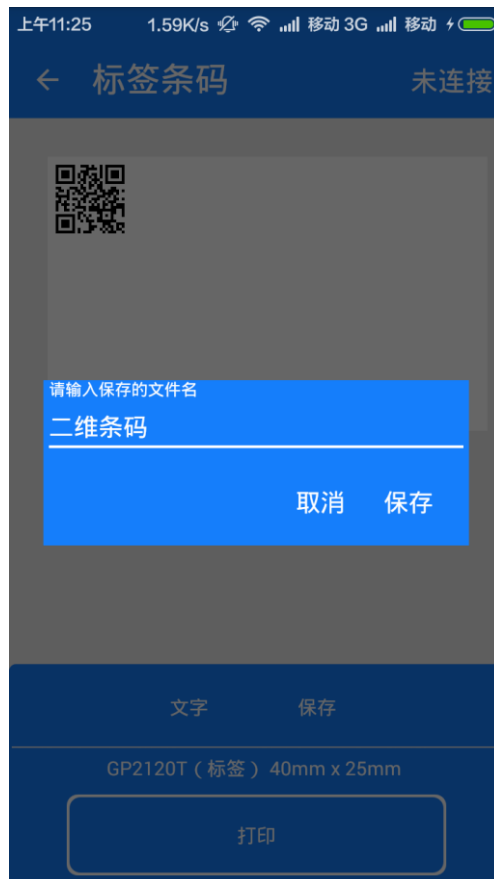 上午11:25 1.59K/s 移动 3G 移动
标签条码 未连接
请输入保存的文件名
二维条码
取消 保存
文字 保存
GP2120T（标签）40mm x 25mm
打印